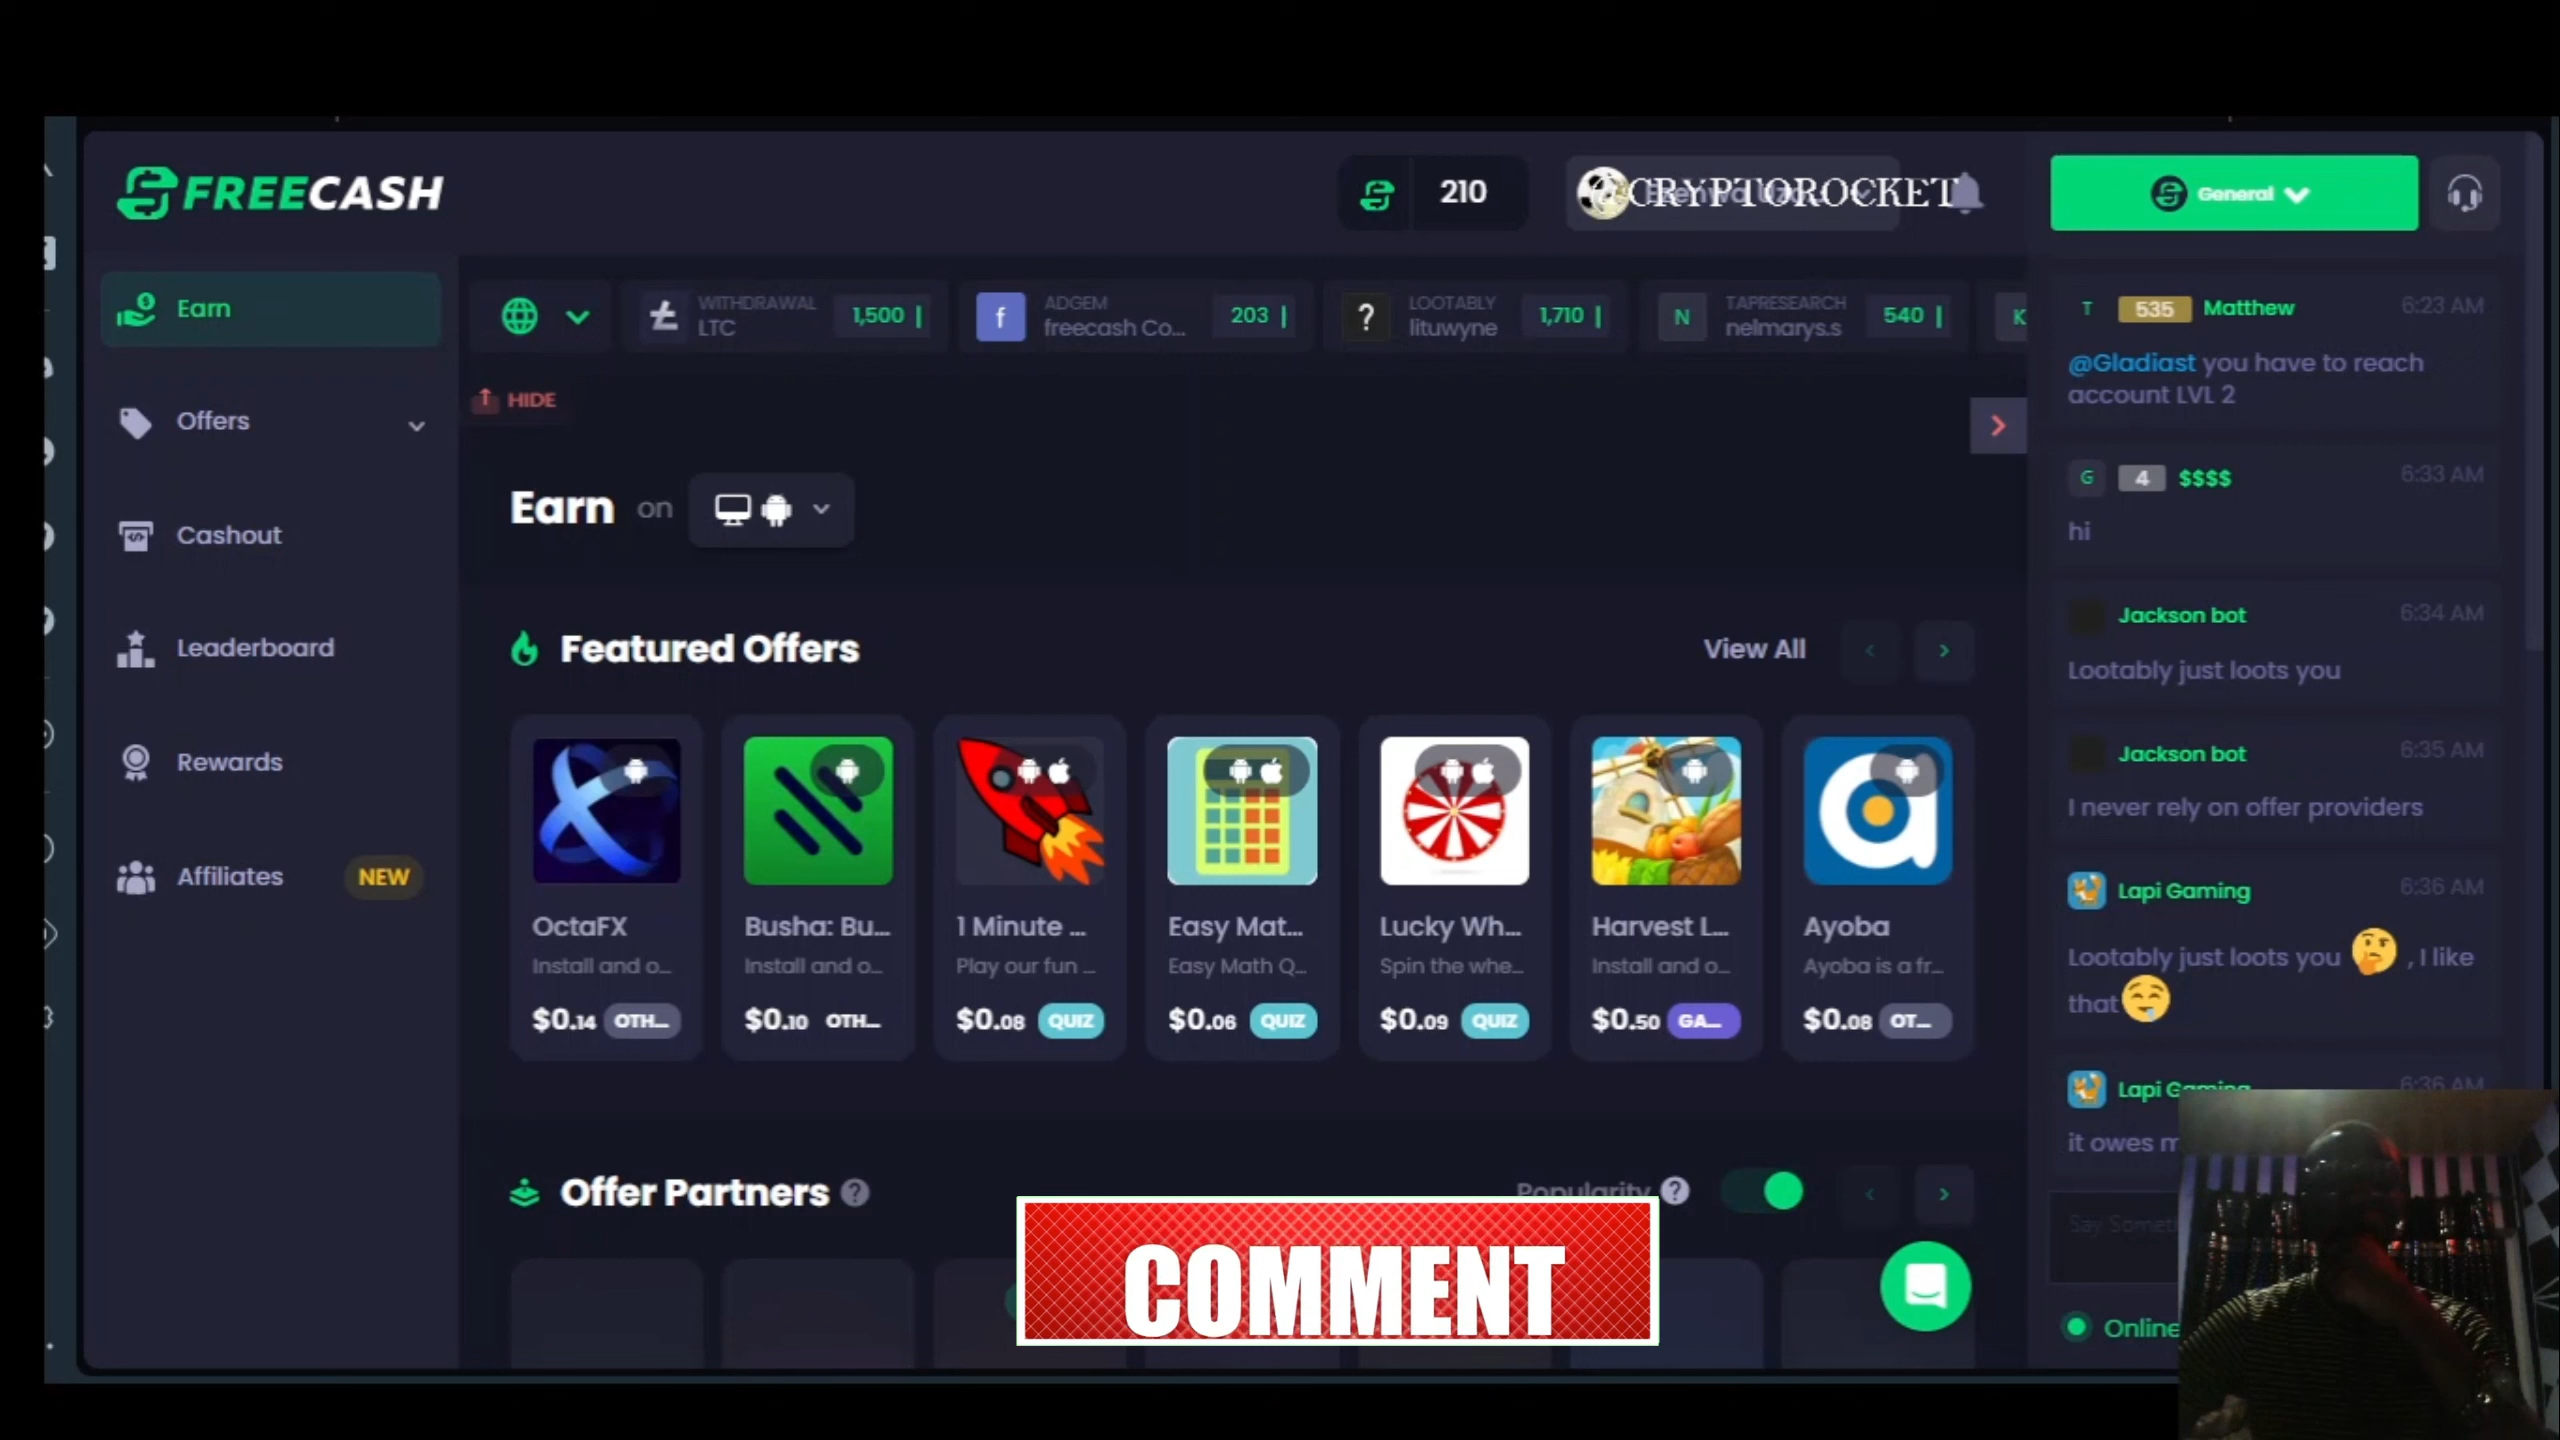 FREECASH
210
@CRYPTOROCKET
General
Earn
Offers
Cashout
Leaderboard
Rewards
Affiliates NEW
WITHDRAWAL
LTC
1,500
f
ADGEM
freecash Co...
203
?
LOOTABLY
lituwyne
1,710
N
TAPRESEARCH
nelmarys.s
540
K
HIDE
Earn on
Featured Offers
View All
OctaFX
Install and o...
$0.14 OTH...
Busha: Bu...
Install and o...
$0.10 OTH...
1 Minute ...
Play our fun ...
$0.08 QUIZ
Easy Mat...
Easy Math Q...
$0.06 QUIZ
Lucky Wh...
Spin the whe...
$0.09 QUIZ
Harvest L...
Install and o...
$0.50 GA...
Ayoba
Ayoba is a fr...
$0.08 OT...
Offer Partners ?
Popularity ?
COMMENT
T 535 Matthew 6:23 AM
@Gladiast you have to reach
account LVL 2
G 4 $$$$ 6:33 AM
hi
Jackson bot 6:34 AM
Lootably just loots you
Jackson bot 6:35 AM
I never rely on offer providers
Lapi Gaming 6:36 AM
Lootably just loots you 🤔 , I like
that🤤
Lapi Gaming 6:36 AM
it owes m
Say Somet
Online